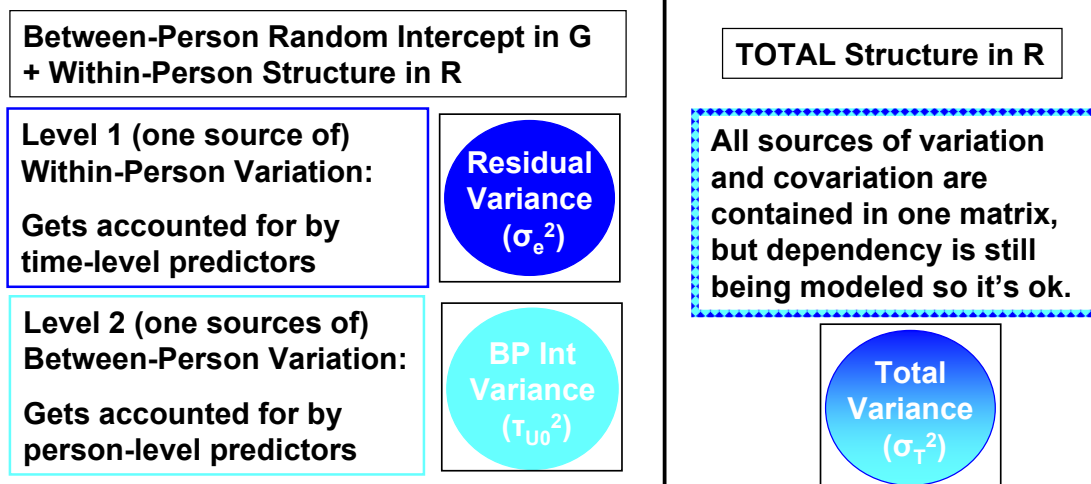 Between-Person Random Intercept in G
+ Within-Person Structure in R
Level 1 (one source of)
Within-Person Variation:
Gets accounted for by
time-level predictors
Residual
Variance
(σe²)
Level 2 (one sources of)
Between-Person Variation:
Gets accounted for by
person-level predictors
BP Int
Variance
(τU0²)
TOTAL Structure in R
All sources of variation
and covariation are
contained in one matrix,
but dependency is still
being modeled so it's ok.
Total
Variance
(σT²)